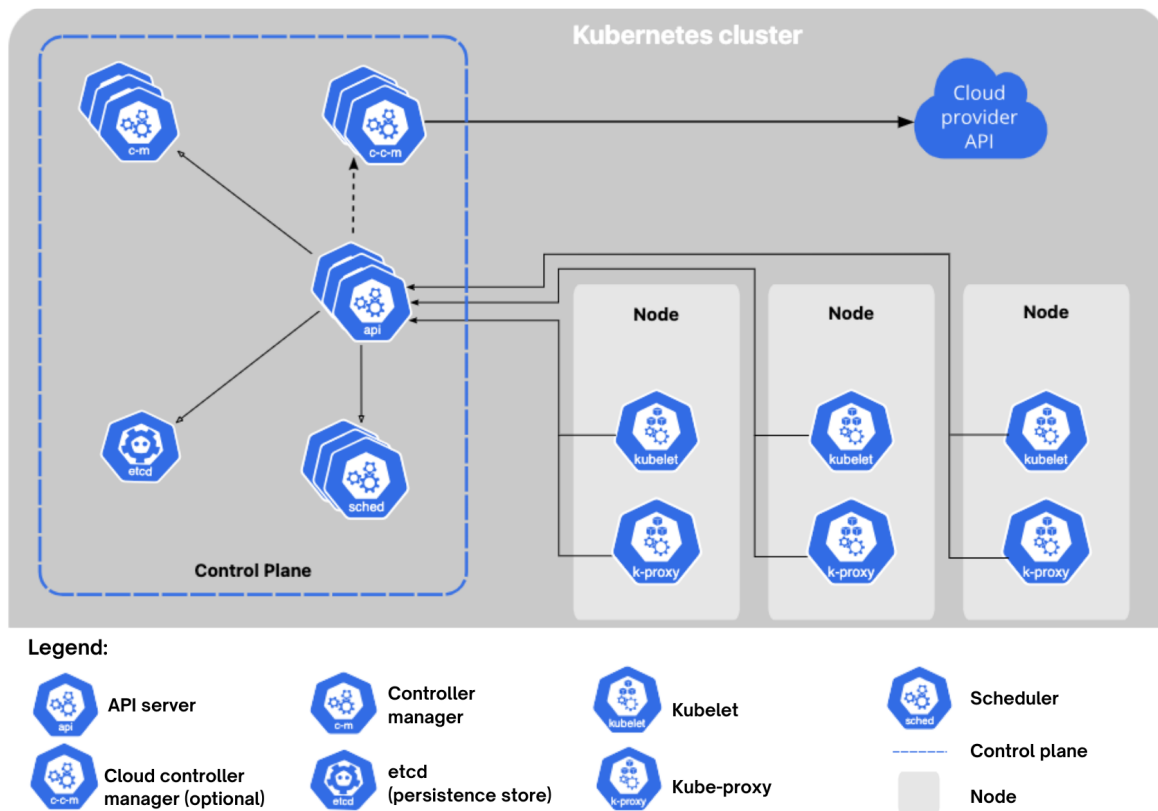 Kubernetes cluster
c-m
c-c-m
Cloud
provider
API
api
etcd
sched
Control Plane
Node
kubelet
k-proxy
Node
kubelet
k-proxy
Node
kubelet
k-proxy
Legend:
api
API server
c-m
Controller
manager
kubelet
Kubelet
sched
Scheduler
c-c-m
Cloud controller
manager (optional)
etcd
etcd
(persistence store)
k-proxy
Kube-proxy
Control plane
Node